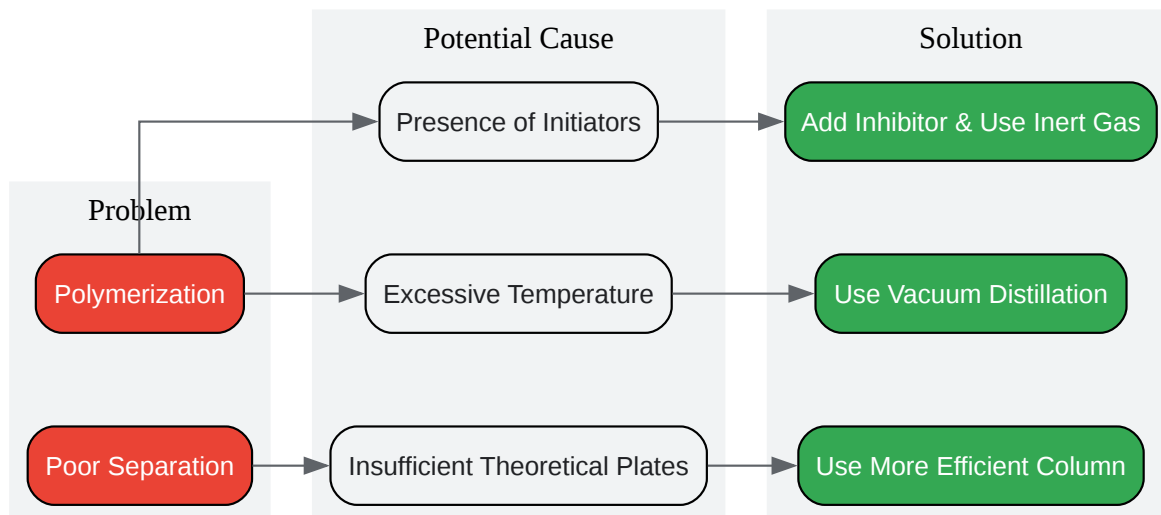 Potential Cause
Solution
Presence of Initiators
Add Inhibitor & Use Inert Gas
Problem
Polymerization
Excessive Temperature
Use Vacuum Distillation
Poor Separation
Insufficient Theoretical Plates
Use More Efficient Column